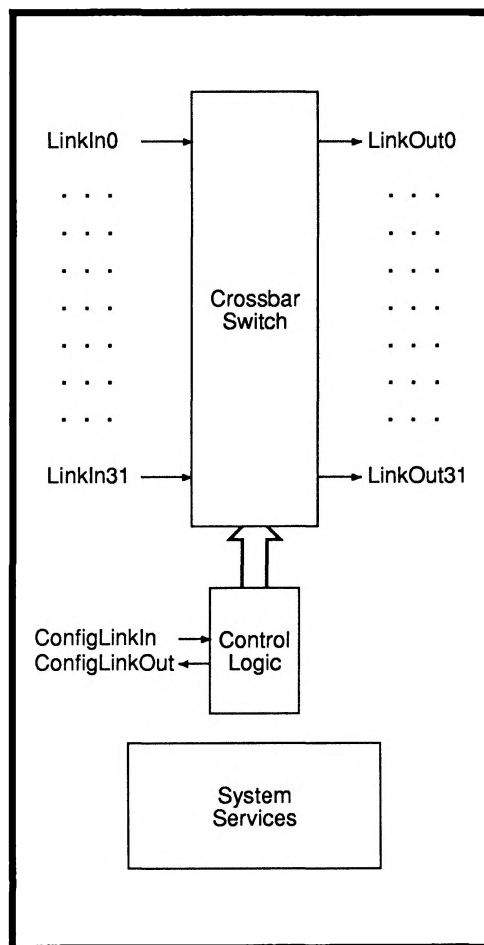 LinkIn0
LinkOut0
Crossbar
Switch
LinkIn31
LinkOut31
ConfigLinkIn
ConfigLinkOut
Control
Logic
System
Services